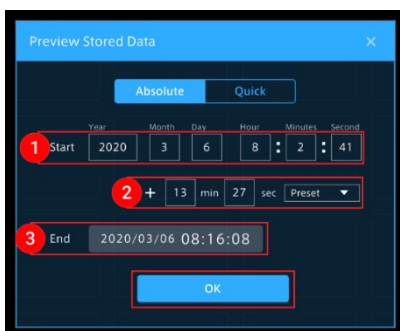 Preview Stored Data ×
Absolute Quick
Year Month Day Hour Minutes Second
1 Start 2020 3 6 8 : 2 : 41
2 + 13 min 27 sec Preset
3 End 2020/03/06 08:16:08
OK